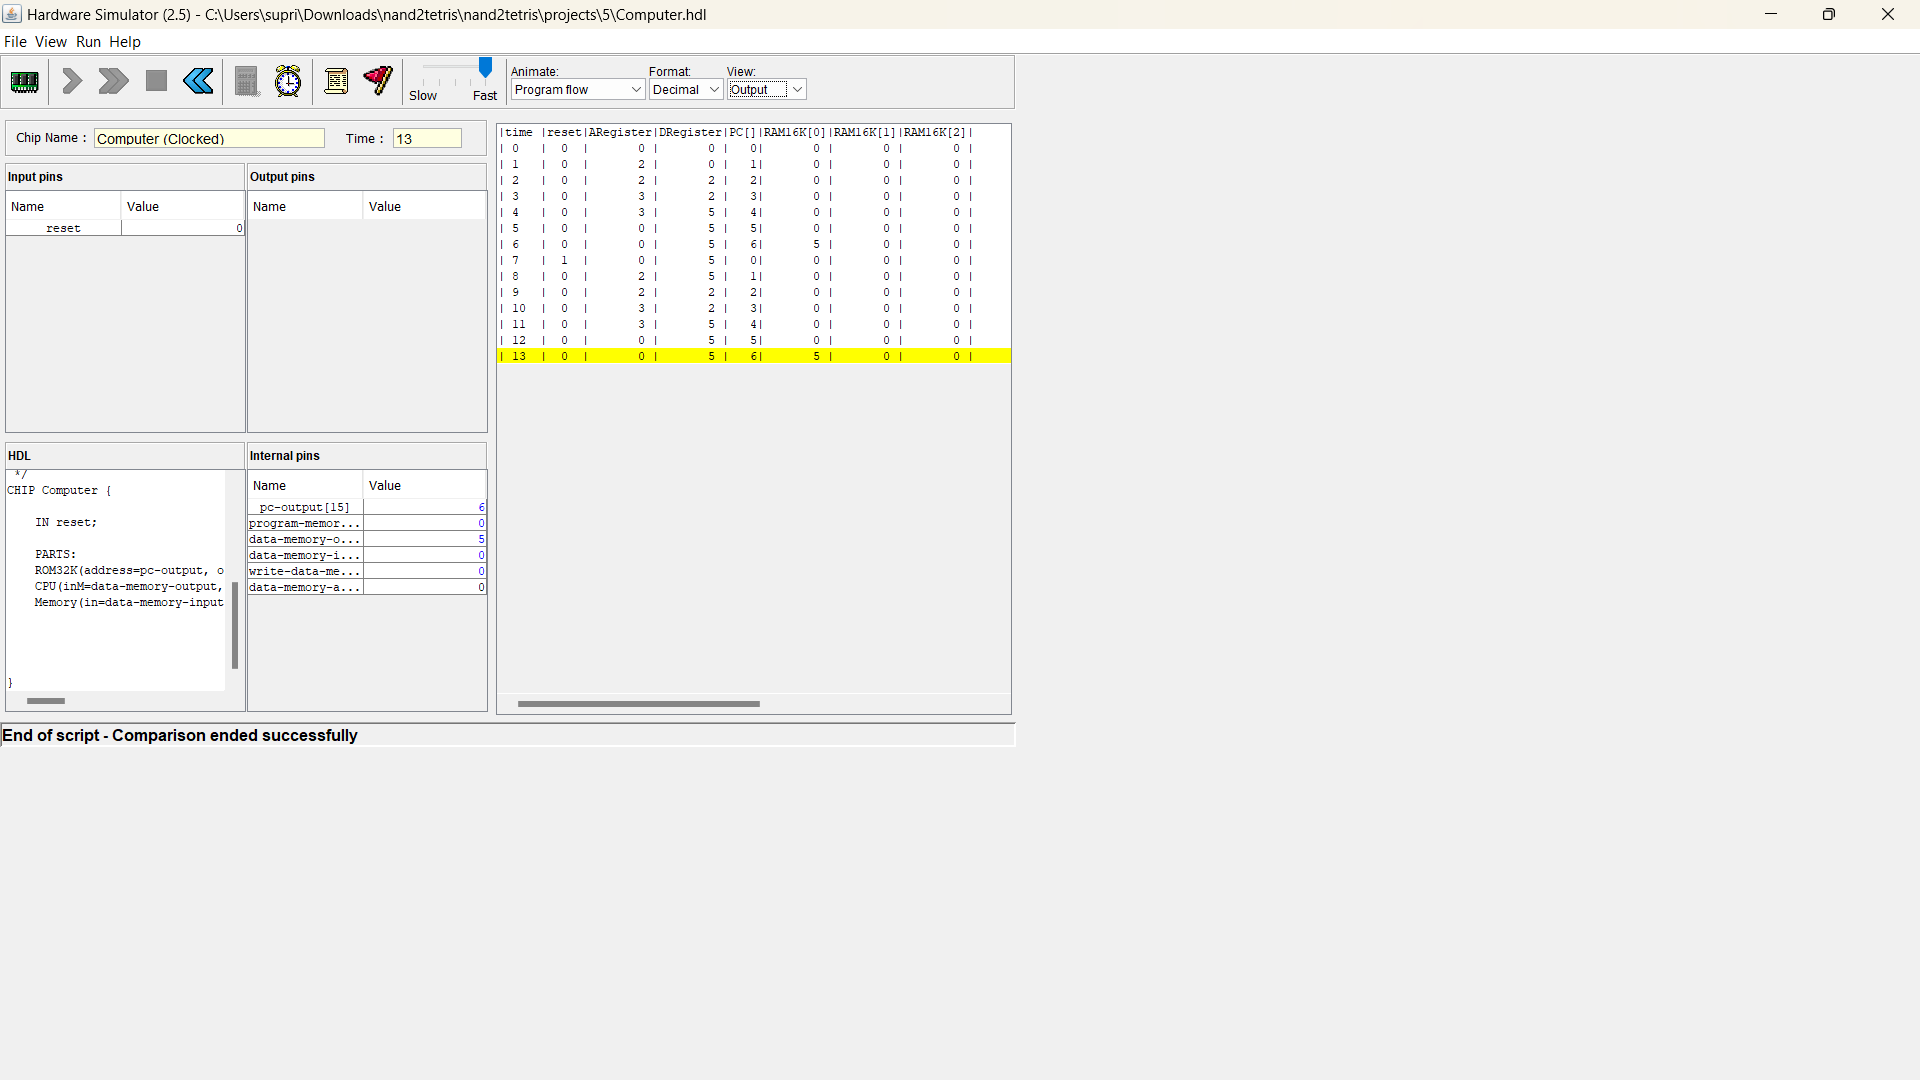 Hardware Simulator (2.5) - C:\Users\supri\Downloads\nand2tetris\nand2tetris\projects\5\Computer.hdl
File View Run Help
Slow Fast
Animate: Format: View:
Program flow Decimal Output
Chip Name : Computer (Clocked) Time : 13
Input pins
Name Value
reset 0
Output pins
Name Value
HDL
*/
CHIP Computer {
IN reset;
PARTS:
ROM32K(address=pc-output, o
CPU(inM=data-memory-output,
Memory(in=data-memory-input
}
Internal pins
Name Value
pc-output[15] 6
program-memor... 0
data-memory-o... 5
data-memory-i... 0
write-data-me... 0
data-memory-a... 0
|time |reset|ARegister|DRegister|PC[]|RAM16K[0]|RAM16K[1]|RAM16K[2]|
| 0 | 0 | 0 | 0 | 0| 0 | 0 | 0 |
| 1 | 0 | 2 | 0 | 1| 0 | 0 | 0 |
| 2 | 0 | 2 | 2 | 2| 0 | 0 | 0 |
| 3 | 0 | 3 | 2 | 3| 0 | 0 | 0 |
| 4 | 0 | 3 | 5 | 4| 0 | 0 | 0 |
| 5 | 0 | 0 | 5 | 5| 0 | 0 | 0 |
| 6 | 0 | 0 | 5 | 6| 5 | 0 | 0 |
| 7 | 1 | 0 | 5 | 0| 0 | 0 | 0 |
| 8 | 0 | 2 | 5 | 1| 0 | 0 | 0 |
| 9 | 0 | 2 | 2 | 2| 0 | 0 | 0 |
| 10 | 0 | 3 | 2 | 3| 0 | 0 | 0 |
| 11 | 0 | 3 | 5 | 4| 0 | 0 | 0 |
| 12 | 0 | 0 | 5 | 5| 0 | 0 | 0 |
| 13 | 0 | 0 | 5 | 6| 5 | 0 | 0 |
End of script - Comparison ended successfully